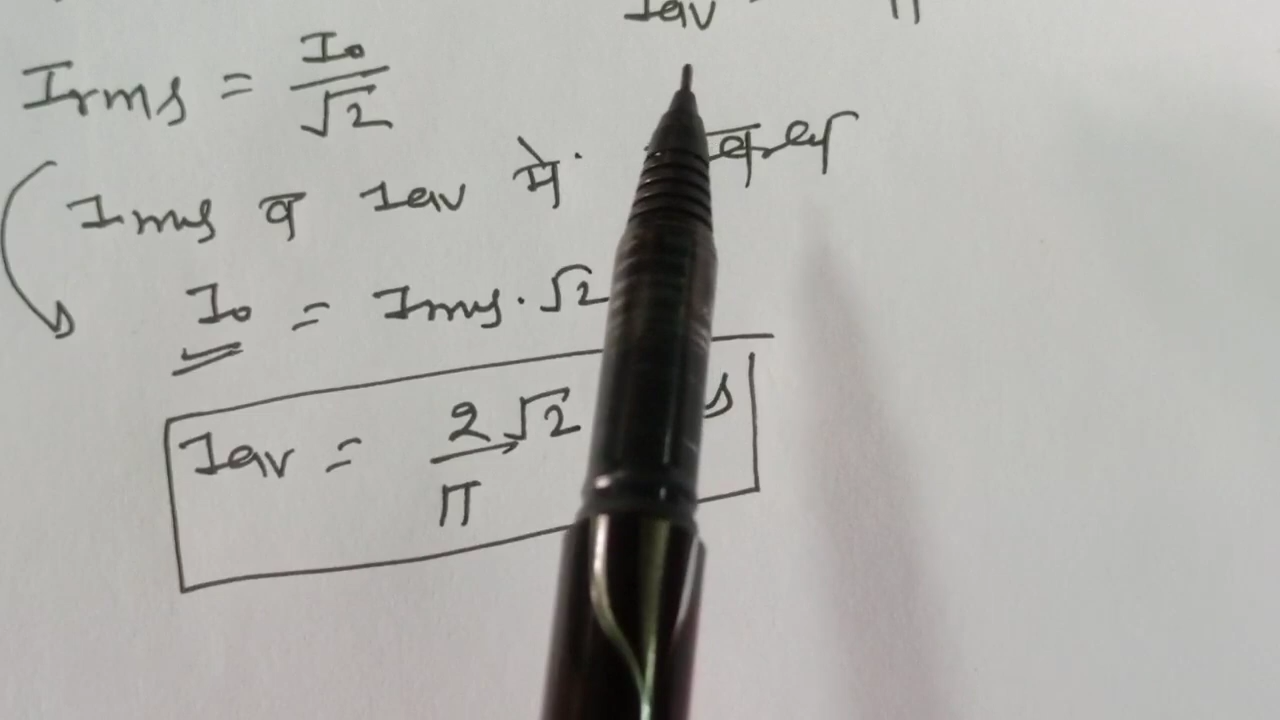 Iav π
Irms = I₀/√2
Irms व Iav में
I₀ = Irms · √2
Iav = 2√2/π